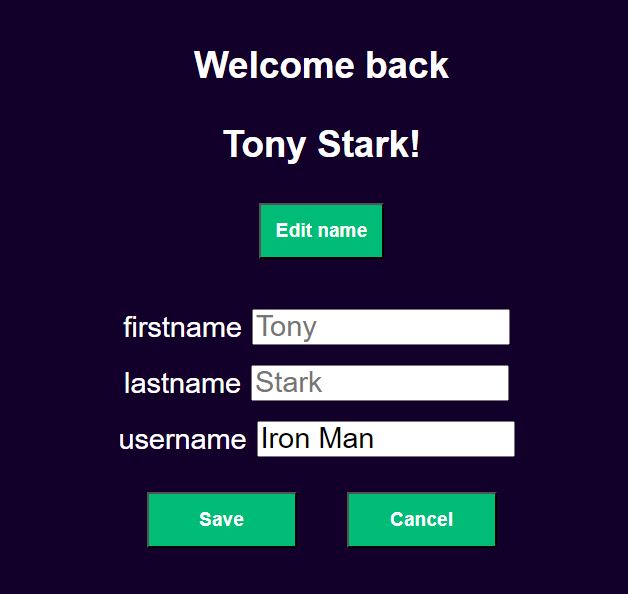 Welcome back
Tony Stark!
Edit name
firstname Tony
lastname Stark
username Iron Man
Save Cancel